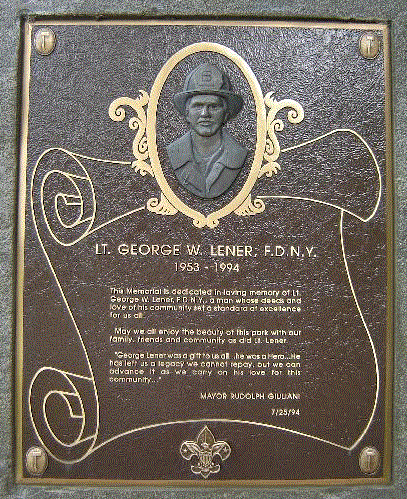 LT. GEORGE W. LENER, F.D.N.Y.
1953 - 1994
This Memorial is dedicated in loving memory of Lt.
George W. Lener, F.D.N.Y., a man whose deeds and
love of his community set a standard of excellence
for us all.
May we all enjoy the beauty of this park with our
family, friends and community as did Lt. Lener.
"George Lener was a gift to us all...he was a Hero...He
has left us a legacy we cannot repay, but we can
advance it as we carry on his love for this
community..."
MAYOR RUDOLPH GIULIANI
7/25/94